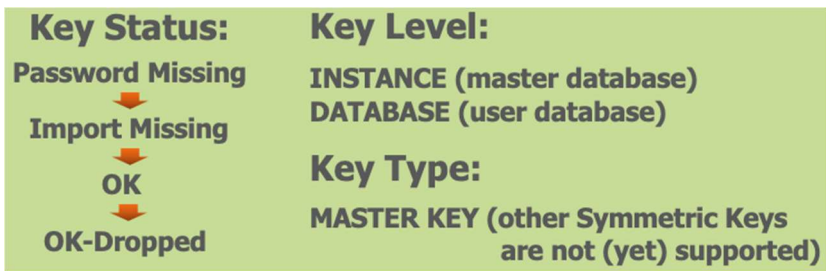 Key Status:
Password Missing
Import Missing
OK
OK-Dropped
Key Level:
INSTANCE (master database)
DATABASE (user database)
Key Type:
MASTER KEY (other Symmetric Keys
are not (yet) supported)